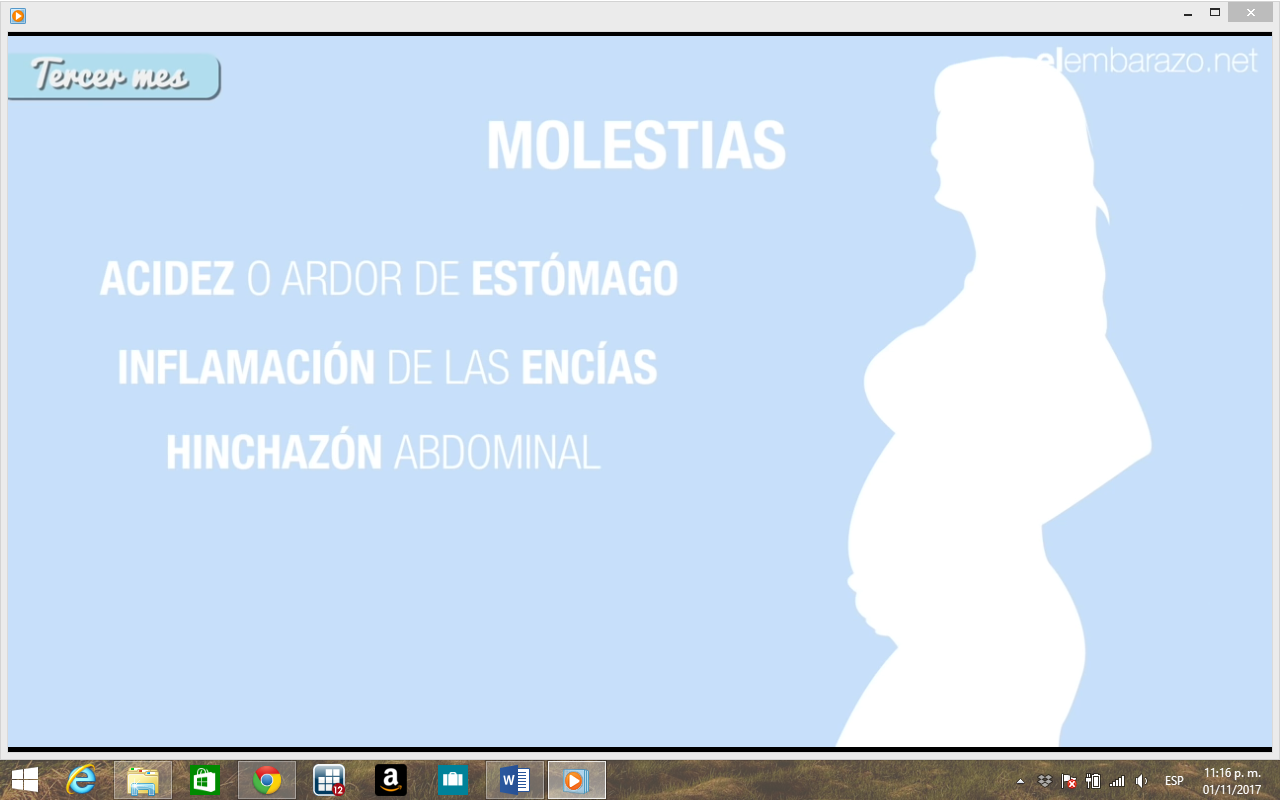 Tercer mes
elembarazo.net
MOLESTIAS
ACIDEZ O ARDOR DE ESTÓMAGO
INFLAMACIÓN DE LAS ENCÍAS
HINCHAZÓN ABDOMINAL
12
ESP
11:16 p. m.
01/11/2017